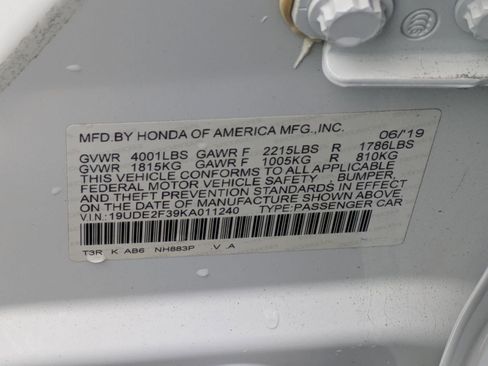 MFD.BY HONDA OF AMERICA MFG.,INC. 06/'19
GVWR 4001LBS GAWR F 2215LBS R 1786LBS
GVWR 1815KG GAWR F 1005KG R 810KG
THIS VEHICLE CONFORMS TO ALL APPLICABLE
FEDERAL MOTOR VEHICLE SAFETY, BUMPER,
AND THEFT PREVENTION STANDARDS IN EFFECT
ON THE DATE OF MANUFACTURE SHOWN ABOVE.
V I N : 19UDE2F39KA011240 TYPE:PASSENGER CAR
T3R K AB6 NH883P .V .A